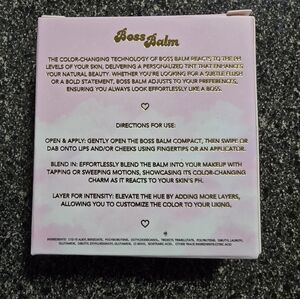 Boss
Balm
THE COLOR-CHANGING TECHNOLOGY OF BOSS BALM REACTS TO THE PH
LEVELS OF YOUR SKIN, DELIVERING A PERSONALIZED TINT THAT ENHANCES
YOUR NATURAL BEAUTY. WHETHER YOU'RE LOOKING FOR A SUBTLE FLUSH
OR A BOLD STATEMENT, BOSS BALM ADJUSTS TO YOUR PREFERENCES,
ENSURING YOU ALWAYS LOOK EFFORTLESSLY LIKE A BOSS.
DIRECTIONS FOR USE:
OPEN & APPLY: GENTLY OPEN THE BOSS BALM COMPACT, THEN SWIPE OR
DAB ONTO LIPS AND/OR CHEEKS USING FINGERTIPS OR AN APPLICATOR.
BLEND IN: EFFORTLESSLY BLEND THE BALM INTO YOUR MAKEUP WITH
TAPPING OR SWEEPING MOTIONS, SHOWCASING ITS COLOR-CHANGING
CHARM AS IT REACTS TO YOUR SKIN'S PH.
LAYER FOR INTENSITY: ELEVATE THE HUE BY ADDING MORE LAYERS,
ALLOWING YOU TO CUSTOMIZE THE COLOR TO YOUR LIKING.